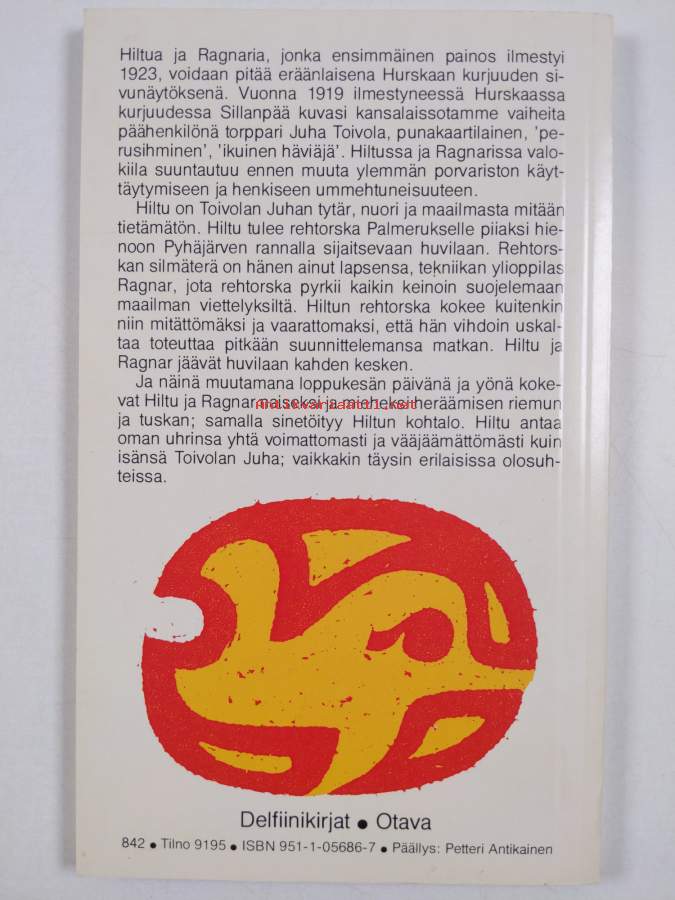 Hiltua ja Ragnaria, jonka ensimmäinen painos ilmestyi
1923, voidaan pitää eräänlaisena Hurskaan kurjuuden si-
vunäytöksenä. Vuonna 1919 ilmestyneessä Hurskaassa
kurjuudessa Sillanpää kuvasi kansalaissotamme vaiheita
päähenkilönä torppari Juha Toivola, punakaartilainen, 'pe-
rusihminen', 'ikuinen häviäjä'. Hiltussa ja Ragnarissa valo-
kiila suuntautuu ennen muuta ylemmän porvariston käyt-
täytymiseen ja henkiseen ummehtuneisuuteen.
Hiltu on Toivolan Juhan tytär, nuori ja maailmasta mitään
tietämätön. Hiltu tulee rehtorska Palmerukselle piiaksi hie-
noon Pyhäjärven rannalla sijaitsevaan huvilaan. Rehtors-
kan silmäterä on hänen ainut lapsensa, tekniikan ylioppilas
Ragnar, jota rehtorska pyrkii kaikin keinoin suojelemaan
maailman viettelyksiltä. Hiltun rehtorska kokee kuitenkin
niin mitättömäksi ja vaarattomaksi, että hän vihdoin uskal-
taa toteuttaa pitkään suunnittelemansa matkan. Hiltu ja
Ragnar jäävät huvilaan kahden kesken.
Ja näinä muutamana loppukesän päivänä ja yönä koke-
vat Hiltu ja Ragnar naiseksi ja mieheksi heräämisen riemun
ja tuskan; samalla sinetöityy Hiltun kohtalo. Hiltu antaa
oman uhrinsa yhtä voimattomasti ja vääjäämättömästi kuin
isänsä Toivolan Juha; vaikkakin täysin erilaisissa olosuh-
teissa.
Delfiinikirjat ● Otava
842 ● Tilno 9195 ● ISBN 951-1-05686-7 ● Päällys: Petteri Antikainen